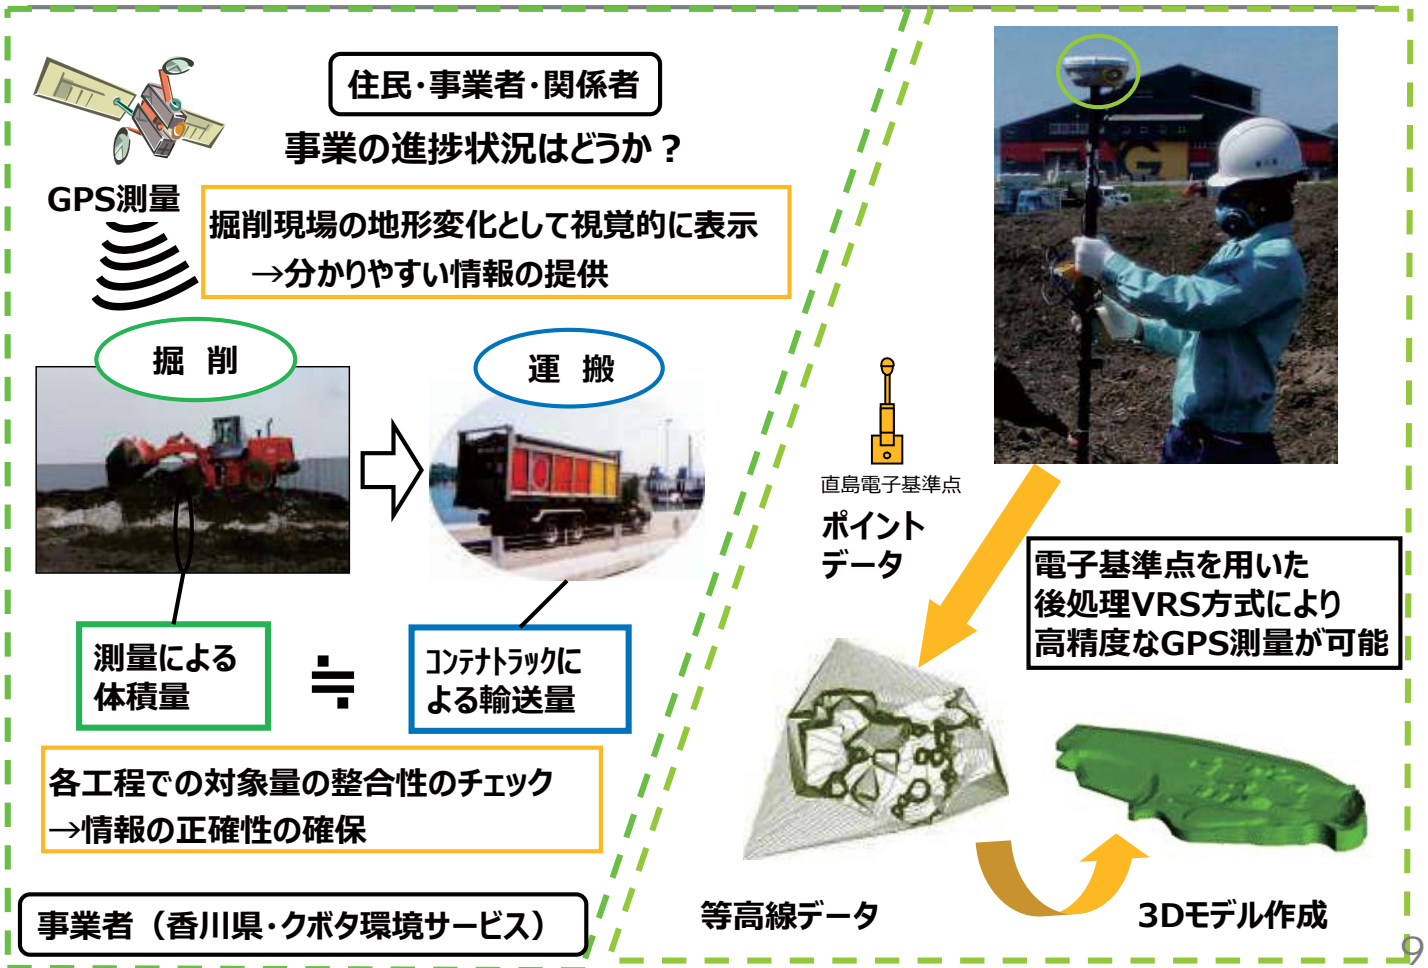 住民・事業者・関係者
事業の進捗状況はどうか？
GPS測量
掘削現場の地形変化として視覚的に表示
→分かりやすい情報の提供
掘 削
運 搬
測量による
体積量
≒
コンテナトラックに
よる輸送量
各工程での対象量の整合性のチェック
→情報の正確性の確保
事業者（香川県・クボタ環境サービス）
G
直島電子基準点
ポイント
データ
電子基準点を用いた
後処理VRS方式により
高精度なGPS測量が可能
等高線データ
3Dモデル作成
9